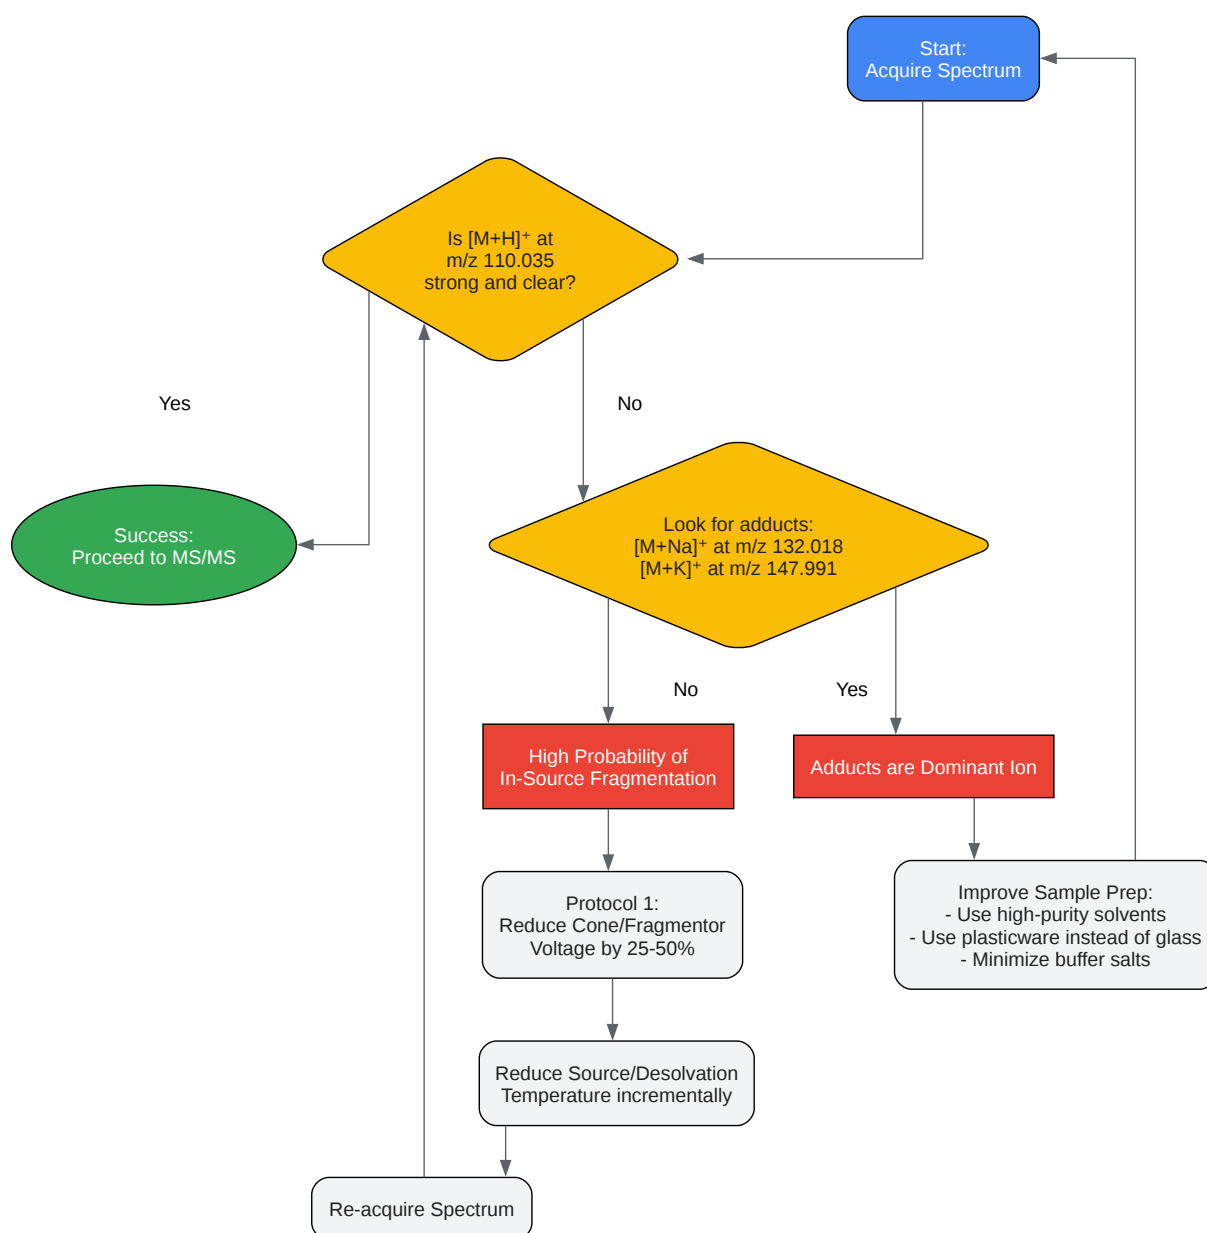 Start:
Acquire Spectrum
Is [M+H]⁺ at
m/z 110.035
strong and clear?
Yes
No
Success:
Proceed to MS/MS
Look for adducts:
[M+Na]⁺ at m/z 132.018
[M+K]⁺ at m/z 147.991
No
Yes
High Probability of
In-Source Fragmentation
Adducts are Dominant Ion
Protocol 1:
Reduce Cone/Fragmentor
Voltage by 25-50%
Improve Sample Prep:
- Use high-purity solvents
- Use plasticware instead of glass
- Minimize buffer salts
Reduce Source/Desolvation
Temperature incrementally
Re-acquire Spectrum